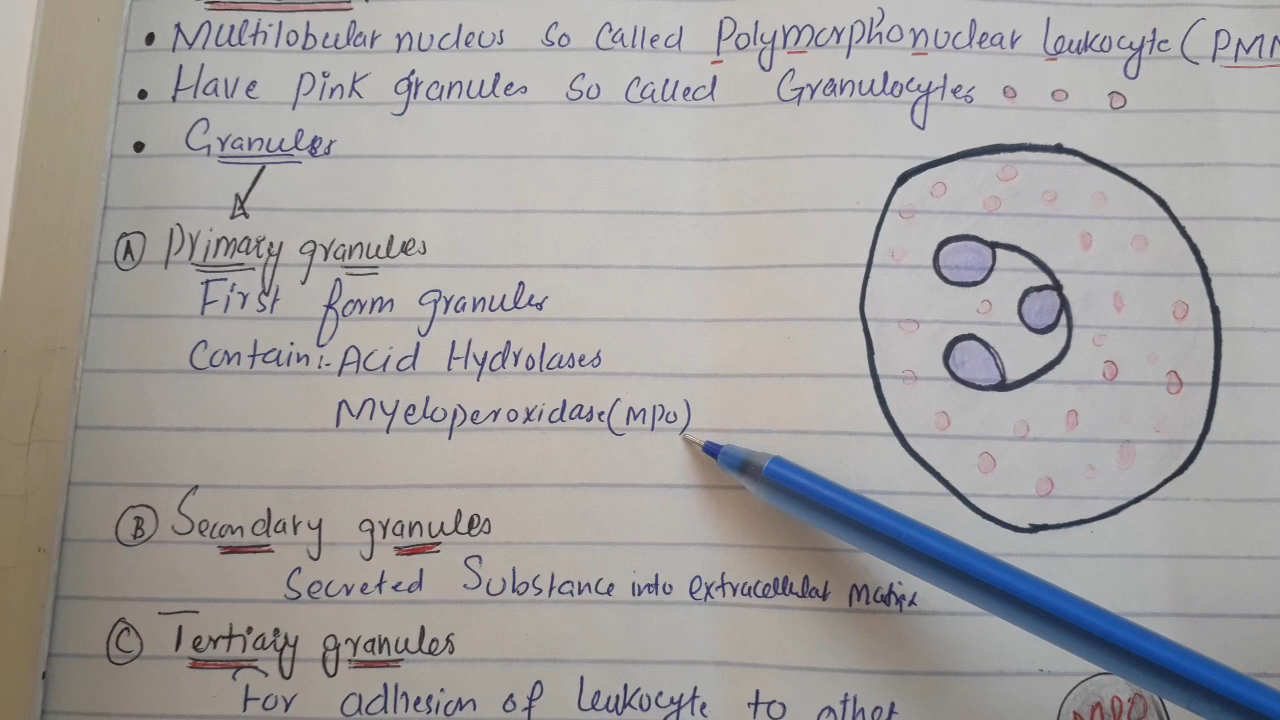 • Multilobular nucleus so called Polymorphonuclear Leukocyte (PMN
• Have pink granules so called Granulocytes
• Granules
Ⓐ Primary granules
First form granules
Contain:- Acid Hydrolases
Myeloperoxidase (MPO)
Ⓑ Secondary granules
Secreted Substance into extracellular matrix
Ⓒ Tertiary granules
For adhesion of leukocyte to other
MPO